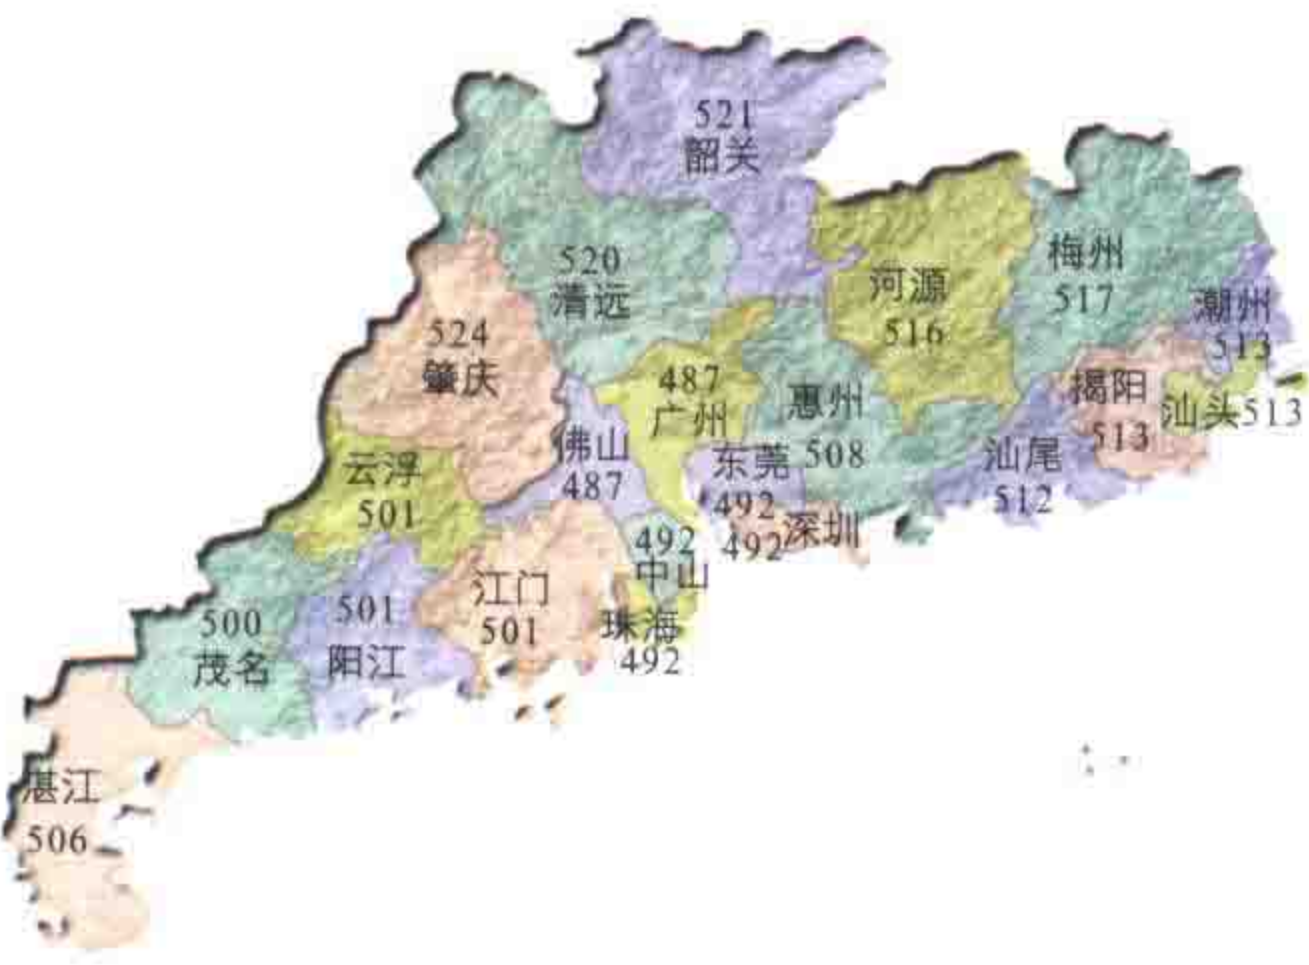 521
韶关
520
清远
梅州
517
河源
516
潮州
513
524
肇庆
487
广州
惠州
508
揭阳
513
汕头513
佛山
487
东莞
492
汕尾
512
云浮
501
492
深圳
492
中山
江门
501
501
阳江
500
茂名
珠海
492
湛江
506